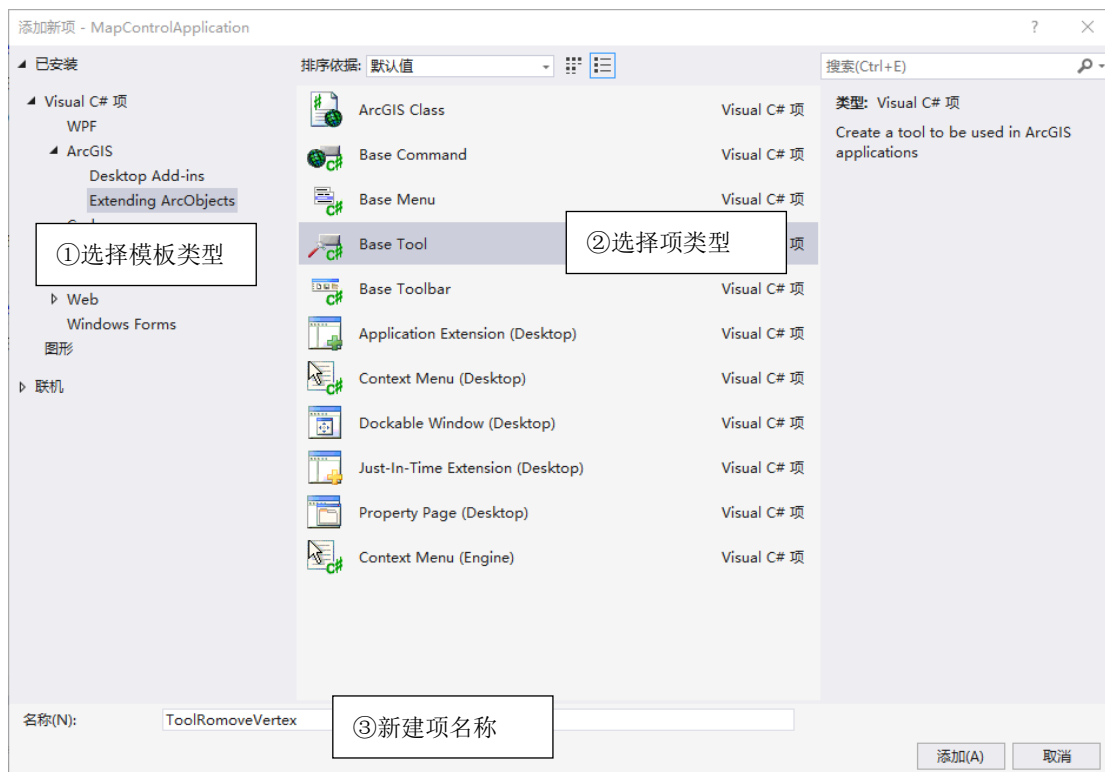 添加新项 - MapControlApplication
?
已安装
排序依据: 默认值
搜索(Ctrl+E)
Visual C# 项
WPF
ArcGIS
Desktop Add-ins
Extending ArcObjects
①选择模板类型
Web
Windows Forms
图形
联机
ArcGIS Class Visual C# 项
Base Command Visual C# 项
Base Menu Visual C# 项
Base Tool 项
②选择项类型
Base Toolbar Visual C# 项
Application Extension (Desktop) Visual C# 项
Context Menu (Desktop) Visual C# 项
Dockable Window (Desktop) Visual C# 项
Just-In-Time Extension (Desktop) Visual C# 项
Property Page (Desktop) Visual C# 项
Context Menu (Engine) Visual C# 项
类型: Visual C# 项
Create a tool to be used in ArcGIS
applications
名称(N): ToolRomoveVertex
③新建项名称
添加(A) 取消